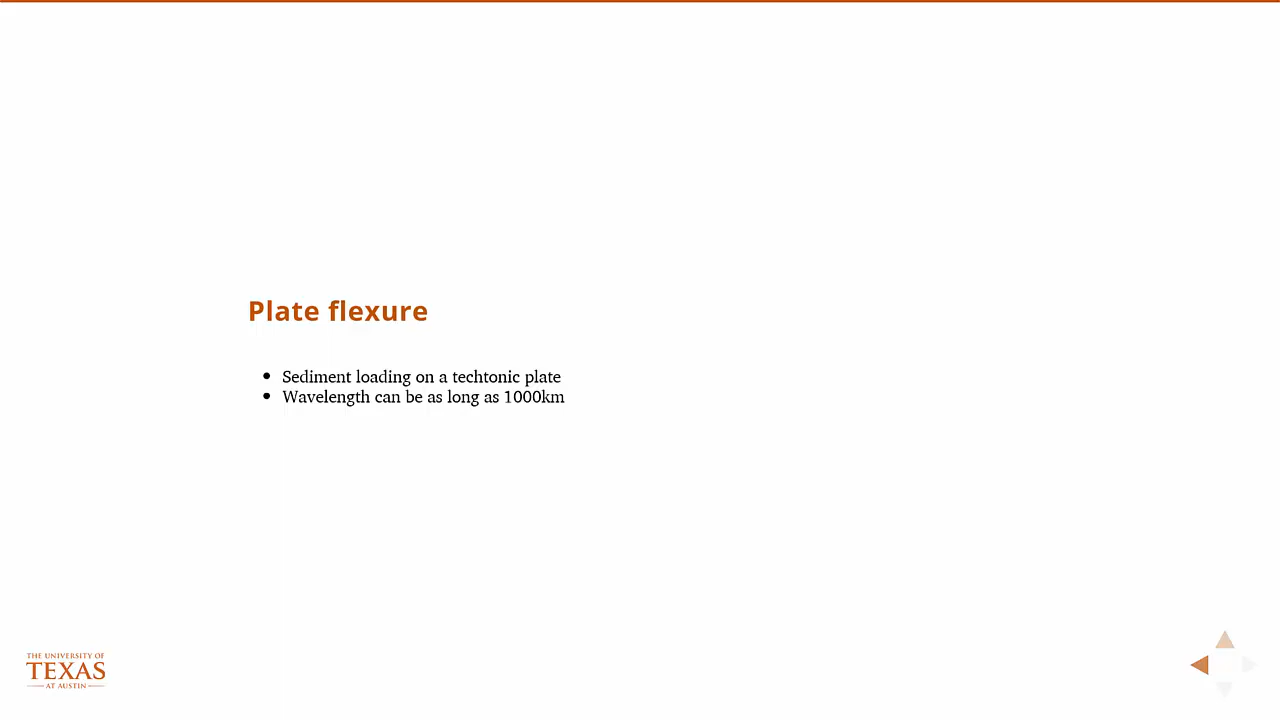 Plate flexure
Sediment loading on a techtonic plate
Wavelength can be as long as 1000km
THE UNIVERSITY OF
TEXAS
AT AUSTIN